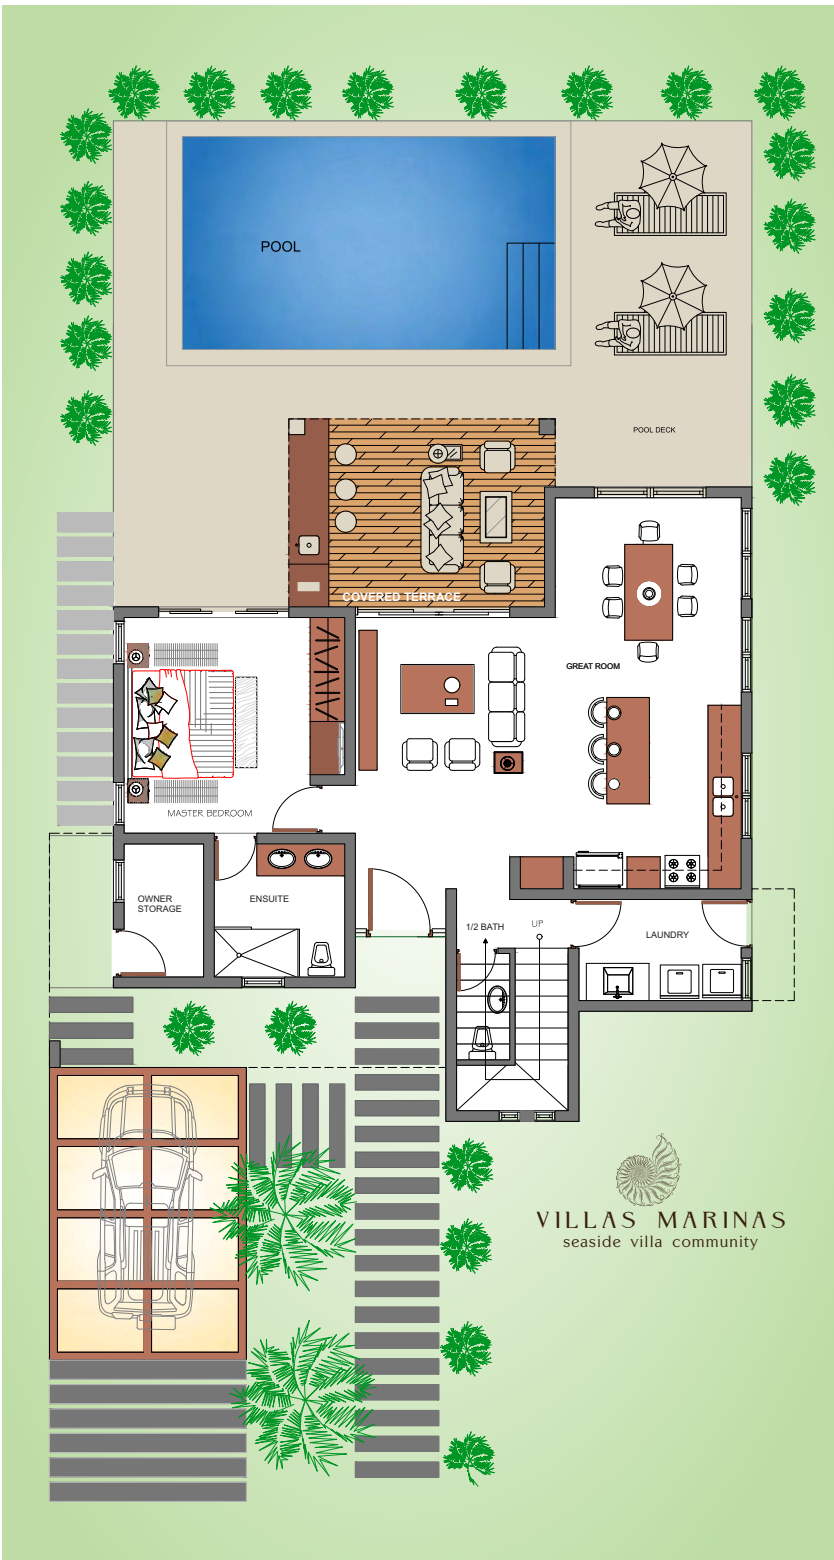 POOL
POOL DECK
COVERED TERRACE
GREAT ROOM
MASTER BEDROOM
OWNER
STORAGE
ENSUITE
1/2 BATH
UP
LAUNDRY
VILLAS MARINAS
seaside villa community